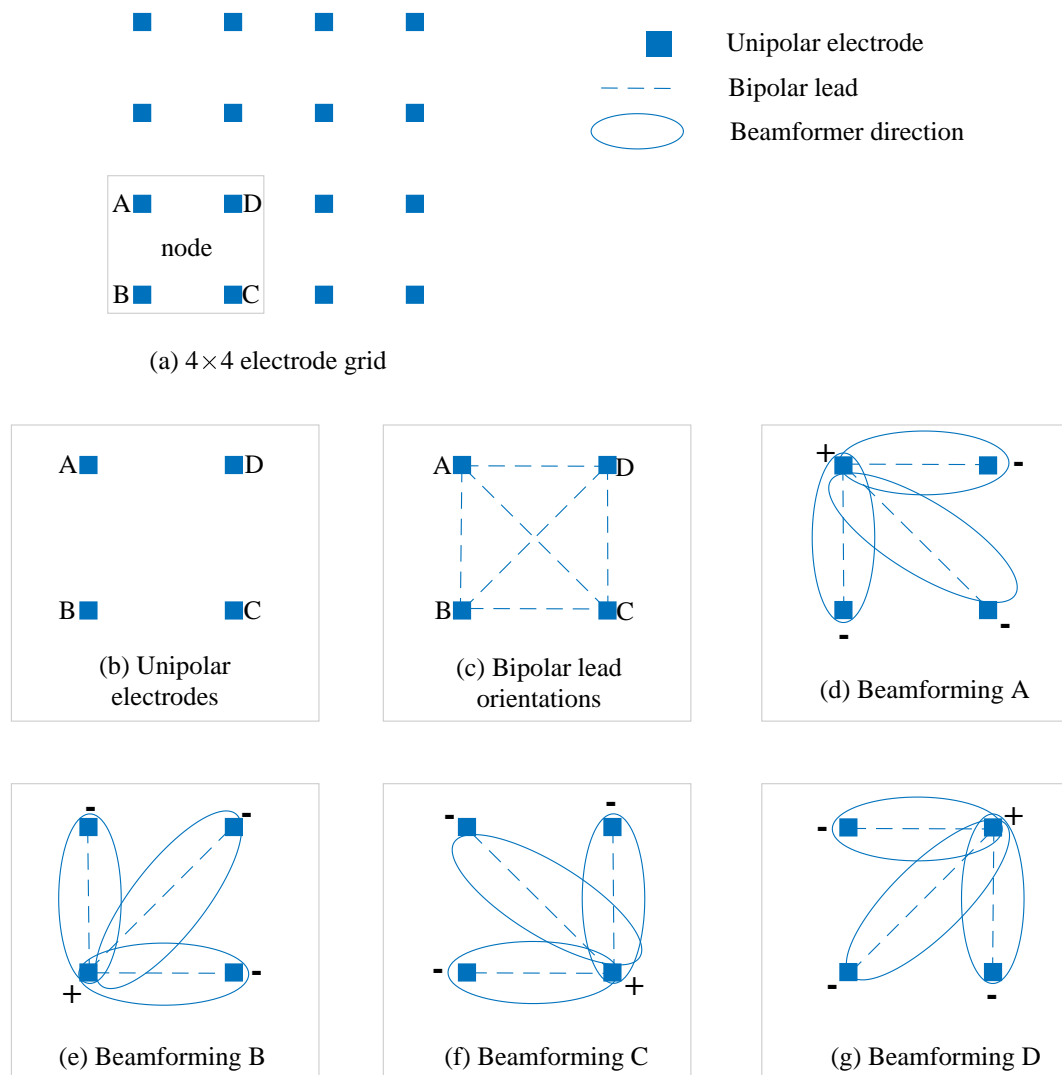 Unipolar electrode
Bipolar lead
Beamformer direction
A D
node
B C
(a) 4×4 electrode grid
A D
B C
(b) Unipolar
electrodes
A D
B C
(c) Bipolar lead
orientations
+ -
- -
(d) Beamforming A
- -
+ -
(e) Beamforming B
- -
- +
(f) Beamforming C
- +
- -
(g) Beamforming D